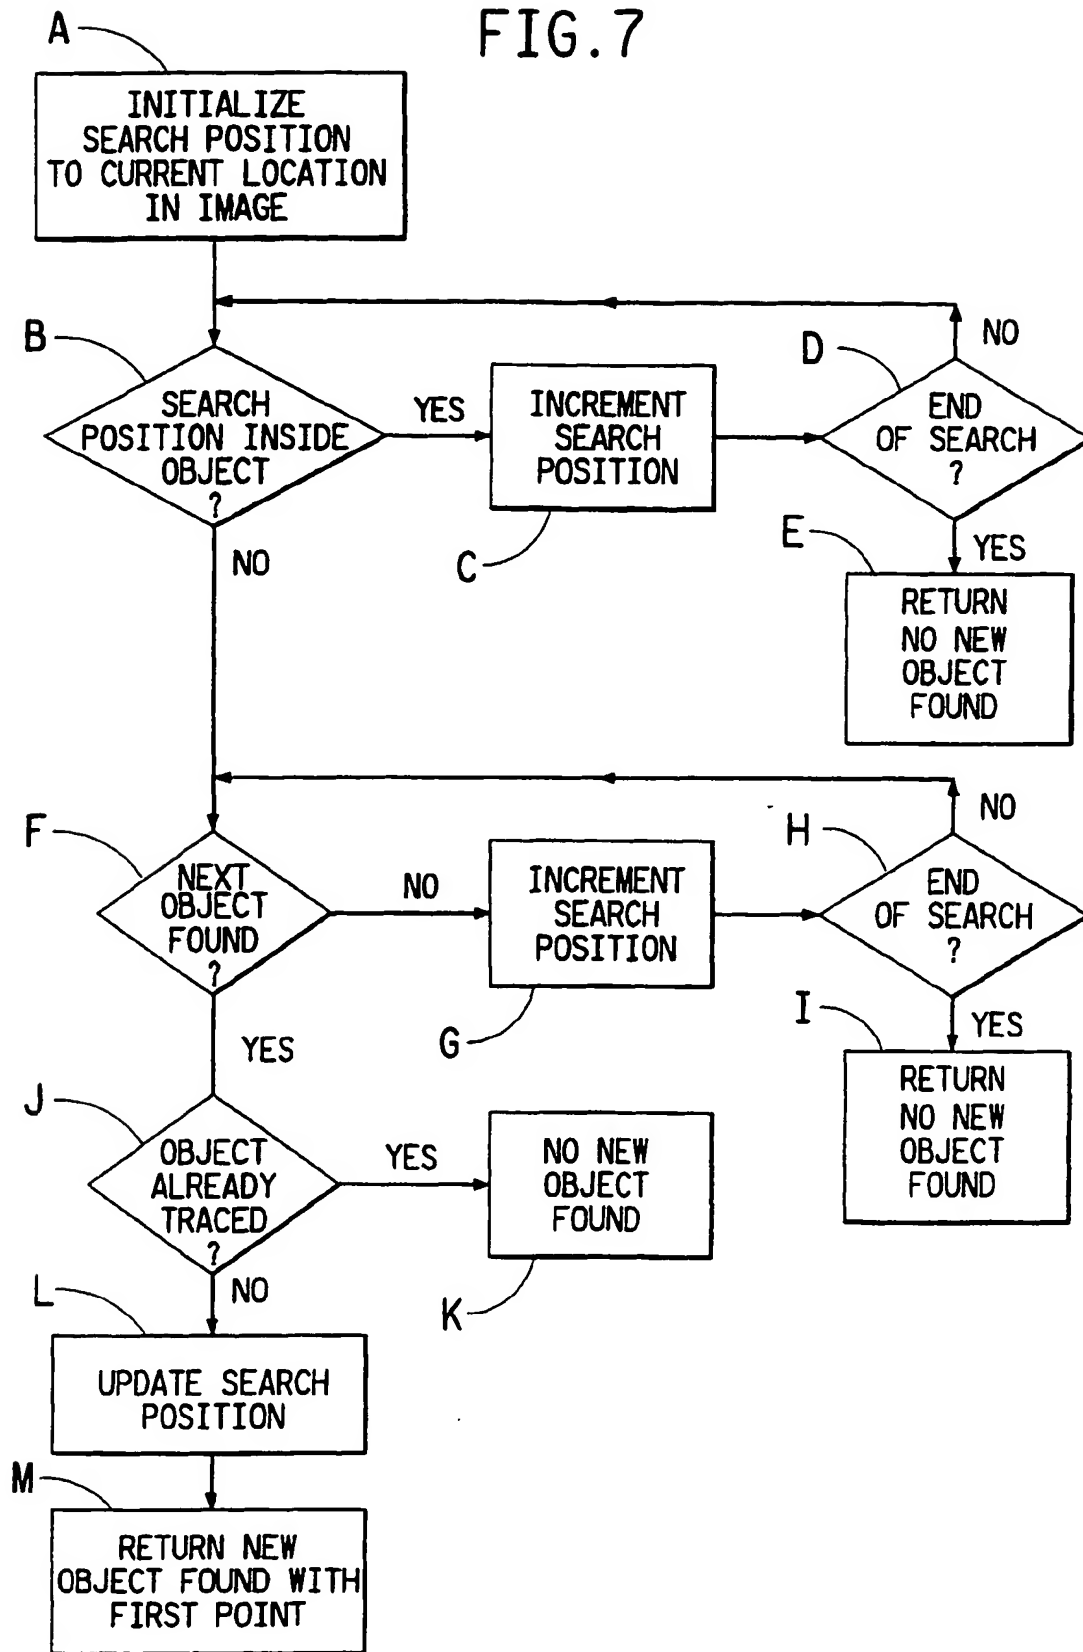 FIG.7
A
INITIALIZE
SEARCH POSITION
TO CURRENT LOCATION
IN IMAGE
B
SEARCH
POSITION INSIDE
OBJECT
?
YES
NO
INCREMENT
SEARCH
POSITION
C
D
END
OF SEARCH
?
NO
YES
E
RETURN
NO NEW
OBJECT
FOUND
F
NEXT
OBJECT
FOUND
?
NO
YES
INCREMENT
SEARCH
POSITION
G
H
END
OF SEARCH
?
NO
YES
I
RETURN
NO NEW
OBJECT
FOUND
J
OBJECT
ALREADY
TRACED
?
YES
NO
NO NEW
OBJECT
FOUND
K
L
UPDATE SEARCH
POSITION
M
RETURN NEW
OBJECT FOUND WITH
FIRST POINT